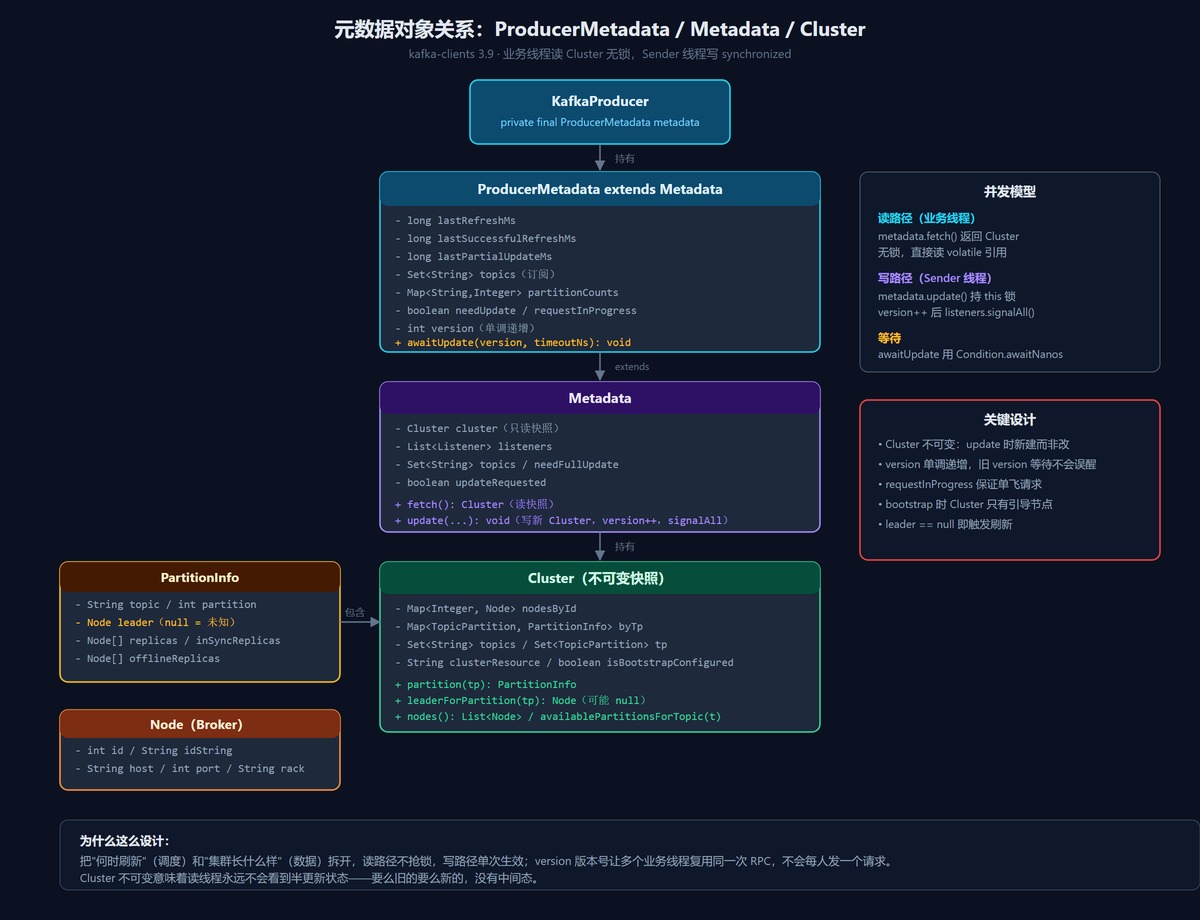 元数据对象关系：ProducerMetadata / Metadata / Cluster
kafka-clients 3.9 · 业务线程读 Cluster 无锁，Sender 线程写 synchronized
KafkaProducer
private final ProducerMetadata metadata
持有
ProducerMetadata extends Metadata
- long lastRefreshMs
- long lastSuccessfulRefreshMs
- long lastPartialUpdateMs
- Set<String> topics（订阅）
- Map<String,Integer> partitionCounts
- boolean needUpdate / requestInProgress
- int version（单调递增）
+ awaitUpdate(version, timeoutNs): void
extends
Metadata
- Cluster cluster（只读快照）
- List<Listener> listeners
- Set<String> topics / needFullUpdate
- boolean updateRequested
+ fetch(): Cluster（读快照）
+ update(...): void（写新 Cluster，version++，signalAll）
持有
Cluster（不可变快照）
- Map<Integer, Node> nodesById
- Map<TopicPartition, PartitionInfo> byTp
- Set<String> topics / Set<TopicPartition> tp
- String clusterResource / boolean isBootstrapConfigured
+ partition(tp): PartitionInfo
+ leaderForPartition(tp): Node（可能 null）
+ nodes(): List<Node> / availablePartitionsForTopic(t)
PartitionInfo
- String topic / int partition
- Node leader（null = 未知）
- Node[] replicas / inSyncReplicas
- Node[] offlineReplicas
包含
Node（Broker）
- int id / String idString
- String host / int port / String rack
并发模型
读路径（业务线程）
metadata.fetch() 返回 Cluster
无锁，直接读 volatile 引用
写路径（Sender 线程）
metadata.update() 持 this 锁
version++ 后 listeners.signalAll()
等待
awaitUpdate 用 Condition.awaitNanos
关键设计
• Cluster 不可变：update 时新建而非改
• version 单调递增，旧 version 等待不会误醒
• requestInProgress 保证单飞请求
• bootstrap 时 Cluster 只有引导节点
• leader == null 即触发刷新
为什么这么设计：
把"何时刷新"（调度）和"集群长什么样"（数据）拆开，读路径不抢锁，写路径单次生效；version 版本号让多个业务线程复用同一次 RPC，不会每人发一个请求。
Cluster 不可变意味着读线程永远不会看到半更新状态——要么旧的要么新的，没有中间态。